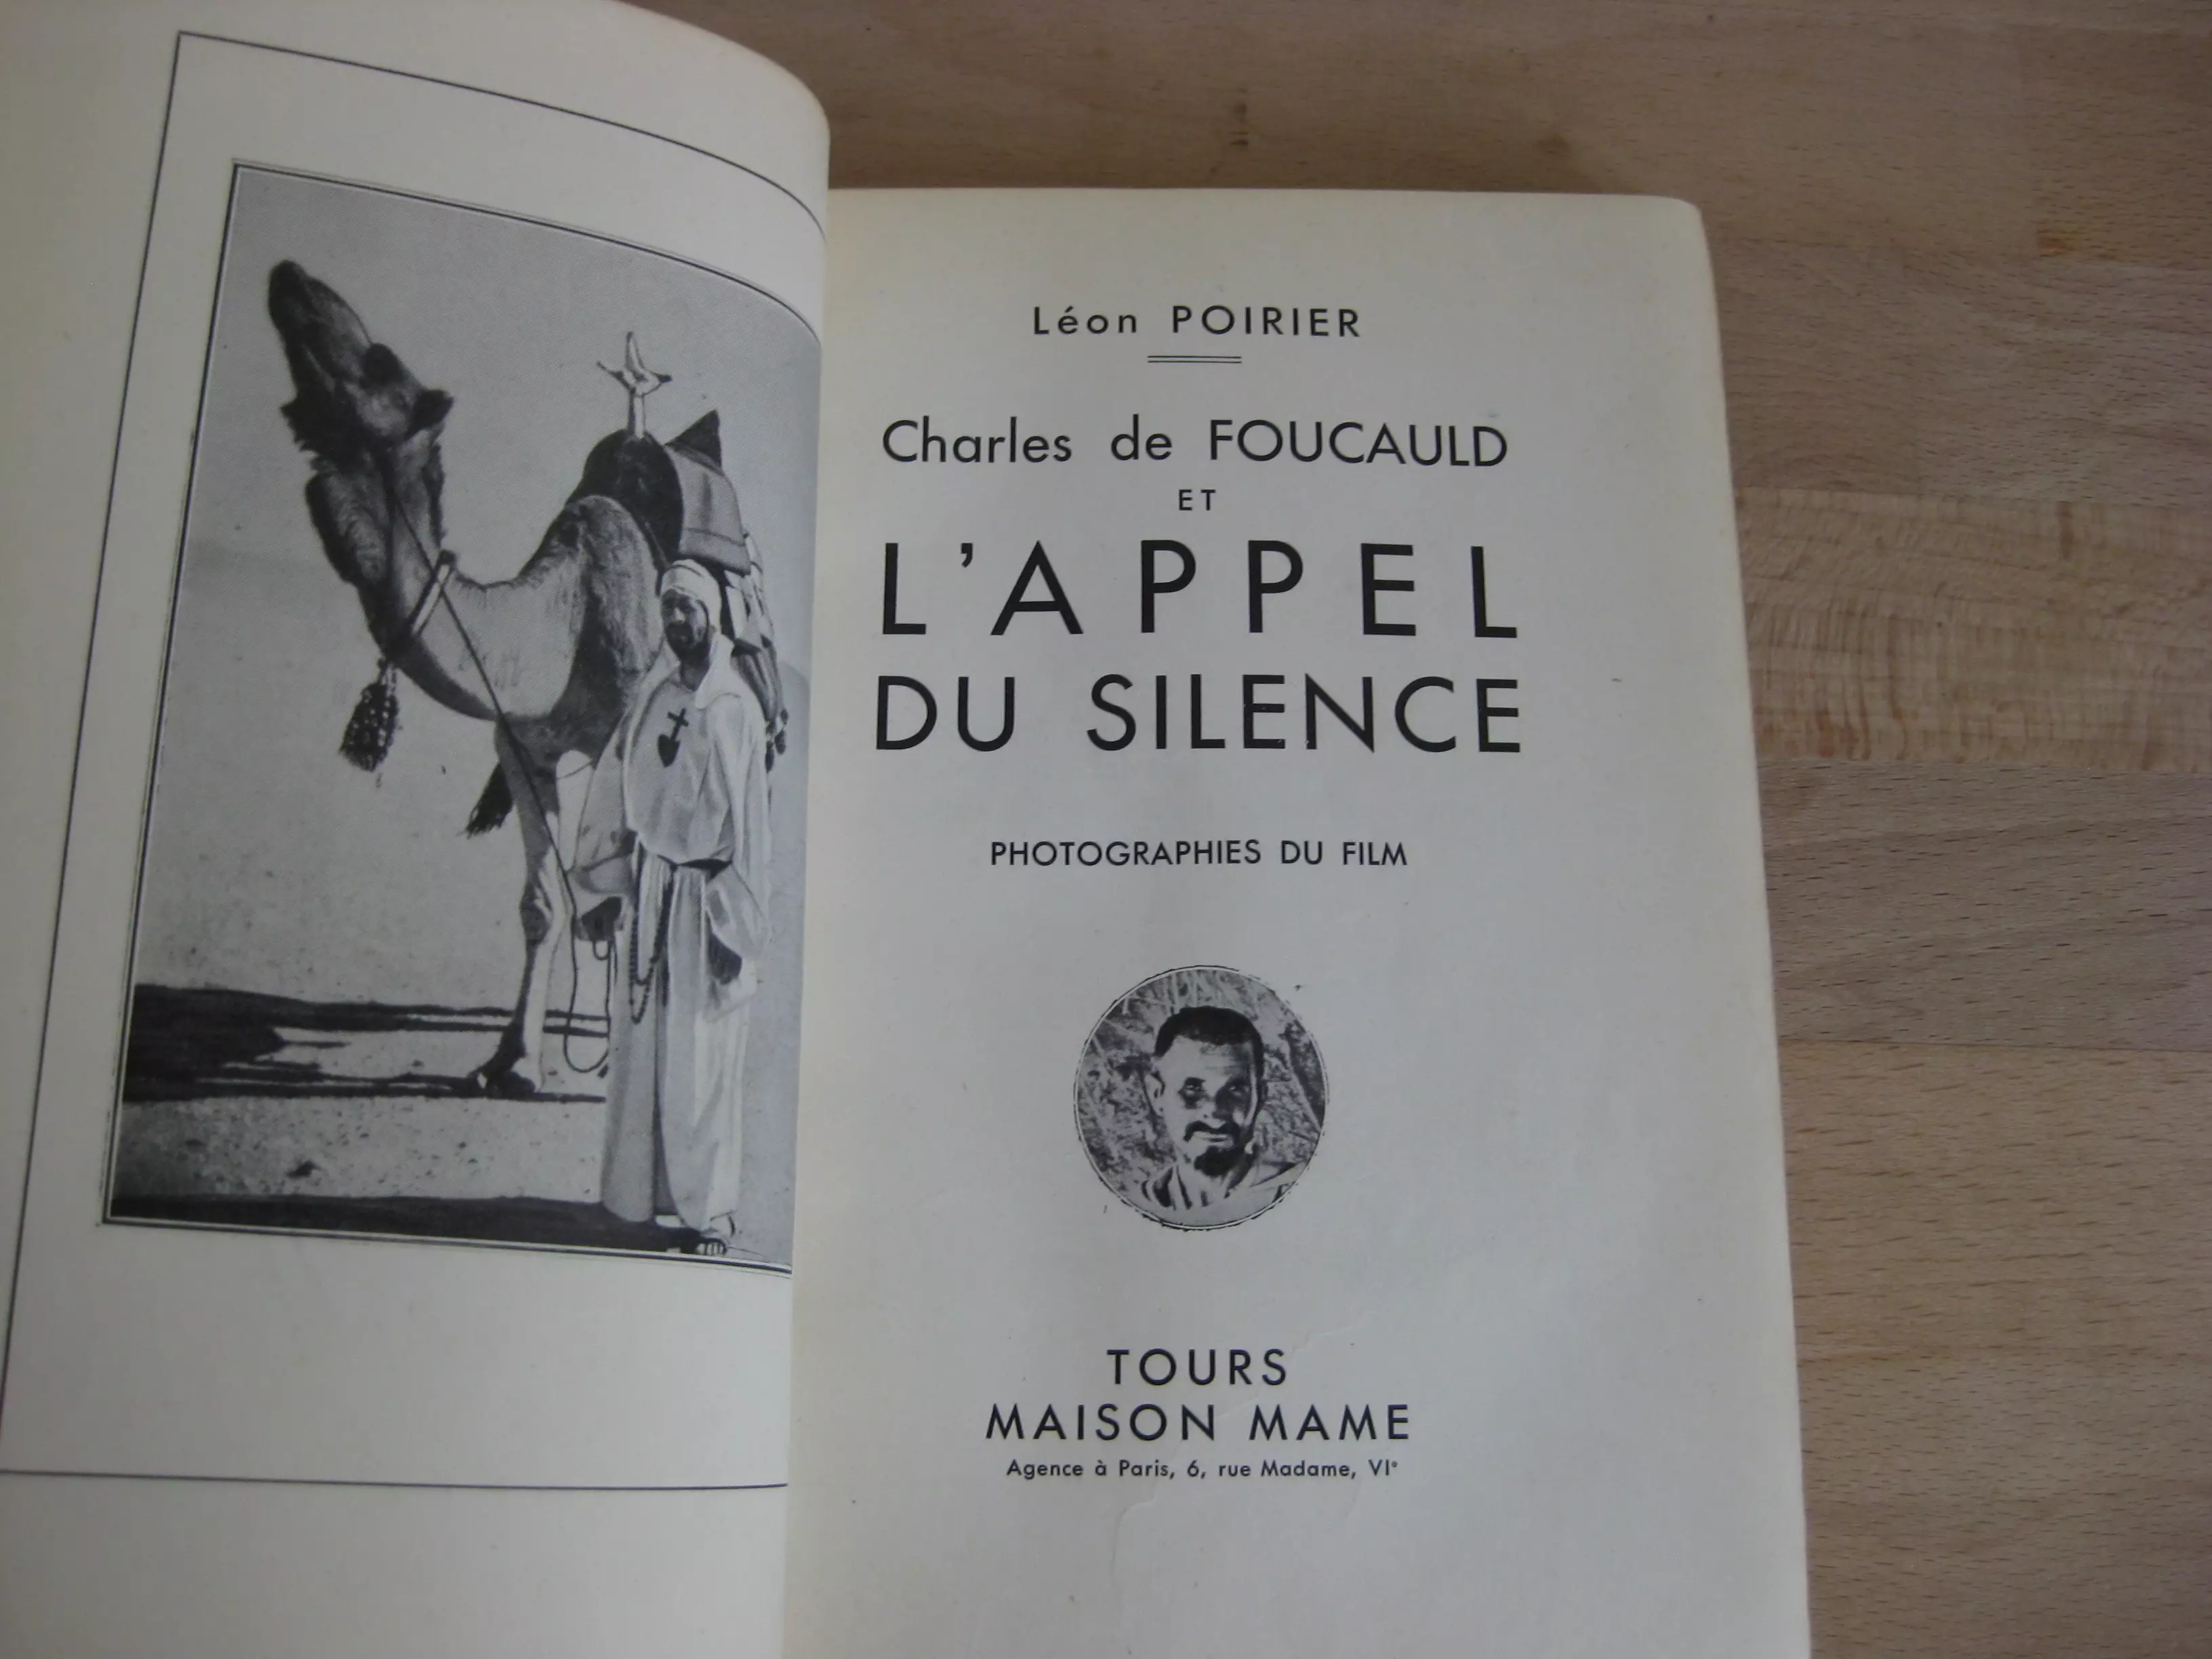 Léon POIRIER
Charles de FOUCAULD
ET
L'APPEL
DU SILENCE
PHOTOGRAPHIES DU FILM
TOURS
MAISON MAME
Agence à Paris, 6, rue Madame, VIe